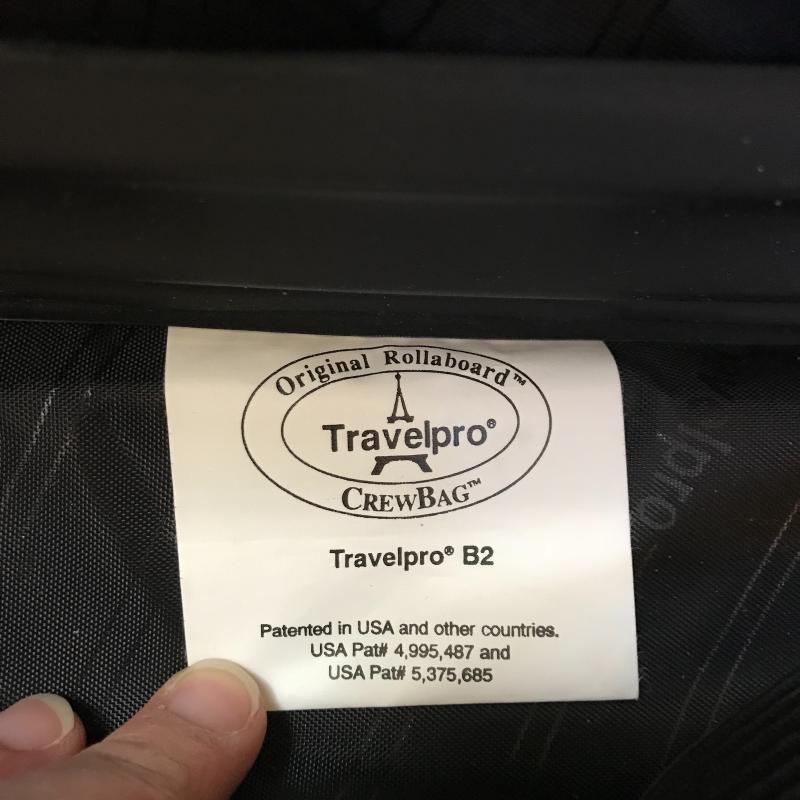 Original Rollaboard™
Travelpro®
CREWBAG™
Travelpro® B2
Patented in USA and other countries.
USA Pat# 4,995,487 and
USA Pat# 5,375,685
lpro